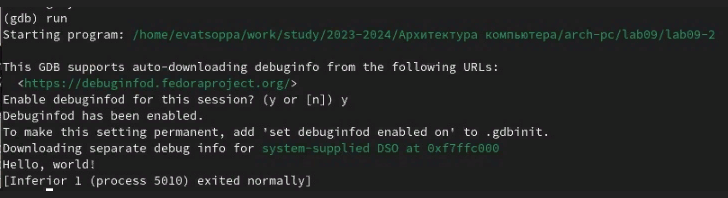 (gdb) run
Starting program: /home/evatsoppa/work/study/2023-2024/Архитектура компьютера/arch-pc/lab09/lab09-2
This GDB supports auto-downloading debuginfo from the following URLs:
<https://debuginfod.fedoraproject.org/>
Enable debuginfod for this session? (y or [n]) y
Debuginfod has been enabled.
To make this setting permanent, add 'set debuginfod enabled on' to .gdbinit.
Downloading separate debug info for system-supplied DSO at 0xf7ffc000
Hello, world!
[Inferior 1 (process 5010) exited normally]